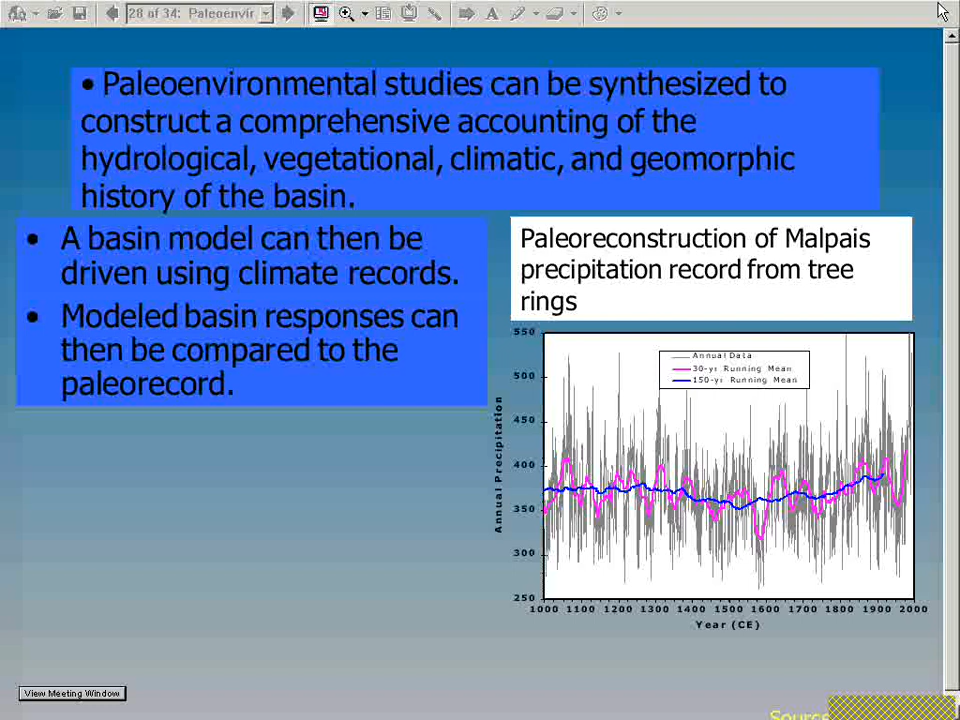 28 of 34: Paleoenvir
• Paleoenvironmental studies can be synthesized to
construct a comprehensive accounting of the
hydrological, vegetational, climatic, and geomorphic
history of the basin.
• A basin model can then be
driven using climate records.
• Modeled basin responses can
then be compared to the
paleorecord.
Paleoreconstruction of Malpais
precipitation record from tree
rings
Annual Data
30-yr Running Mean
150-yr Running Mean
Annual Precipitation
550
500
450
400
350
300
250
1000 1100 1200 1300 1400 1500 1600 1700 1800 1900 2000
Year (CE)
View Meeting Window